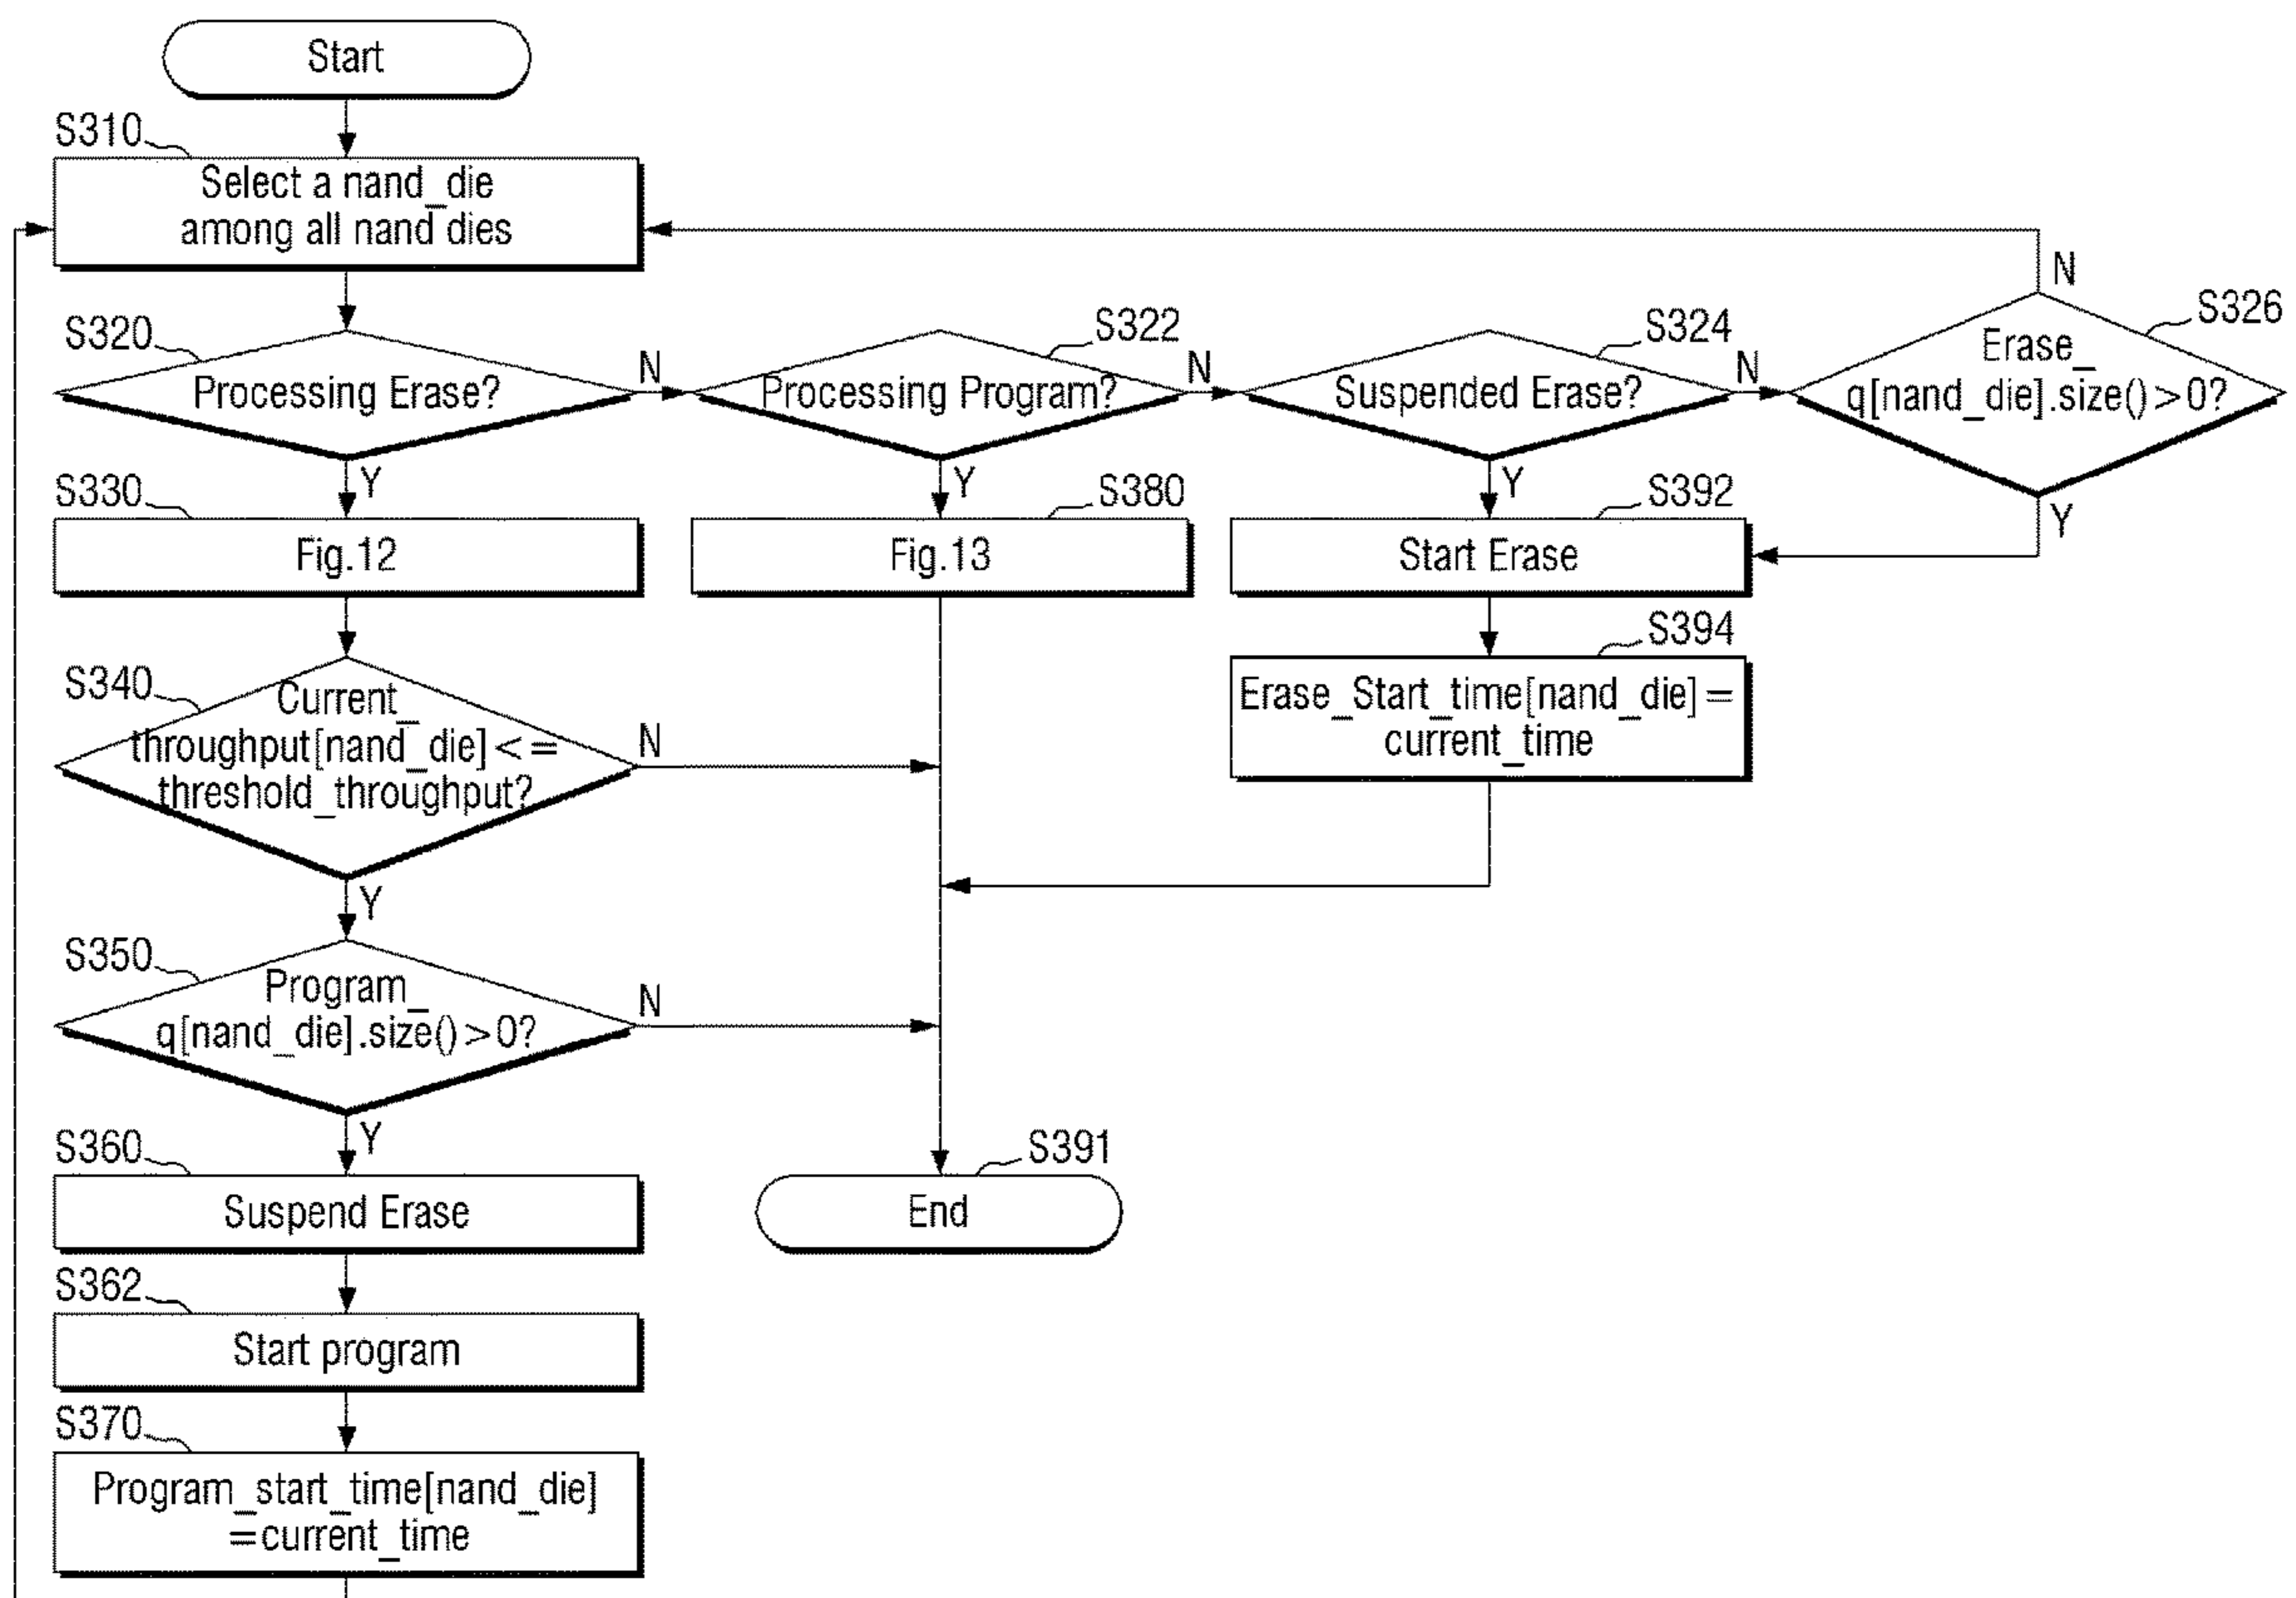 Start
S310
Select a nand_die
among all nand dies
N
S320
Processing Erase?
N
S322
Processing Program?
N
S324
Suspended Erase?
N
S326
Erase_
q[nand_die].size()>0?
Y
Y
Y
Y
S330
Fig.12
S380
Fig.13
S392
Start Erase
S394
Erase_Start_time[nand_die]=
current_time
S340
Current_
throughput[nand_die]<=
threshold_throughput?
N
Y
S350
Program_
q[nand_die].size()>0?
N
Y
S360
Suspend Erase
S391
End
S362
Start program
S370
Program_start_time[nand_die]
=current_time